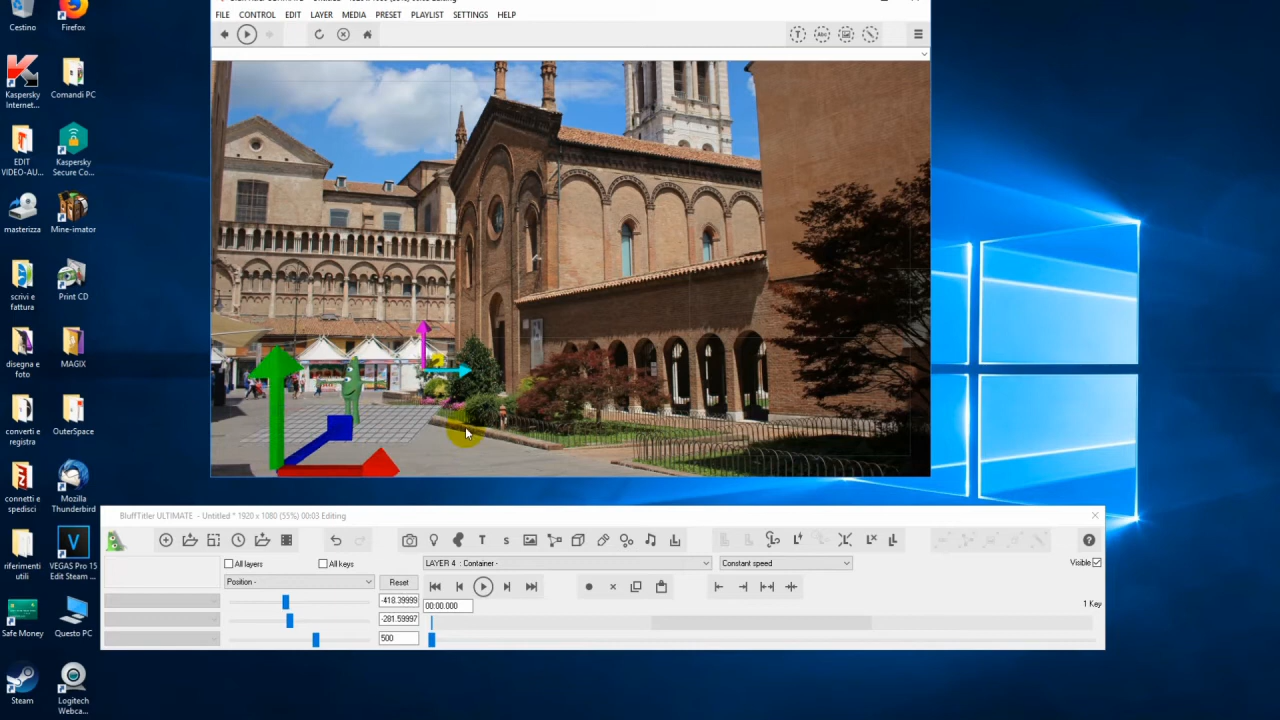 Cestino
Firefox
Kaspersky
Internet...
Comandi PC
EDIT
VIDEO-AU...
Kaspersky
Secure Co...
masterizza
Mine-imator
scrivi e
fattura
Print CD
disegna e
foto
MAGIX
converti e
registra
OuterSpace
connetti e
spedisci
Mozilla
Thunderbird
riferimenti
utili
VEGAS Pro 15
Edit Steam ...
Safe Money
Questo PC
Steam
Logitech
Webca...
FILE CONTROL EDIT LAYER MEDIA PRESET PLAYLIST SETTINGS HELP
BluffTitler ULTIMATE - Untitled * 1920 x 1080 (55%) 00:03 Editing
All layers
All keys
LAYER 4 : Container -
Constant speed
Visible
Position -
Reset
-418.39999
-281.59997
500
00:00.000
1 Key